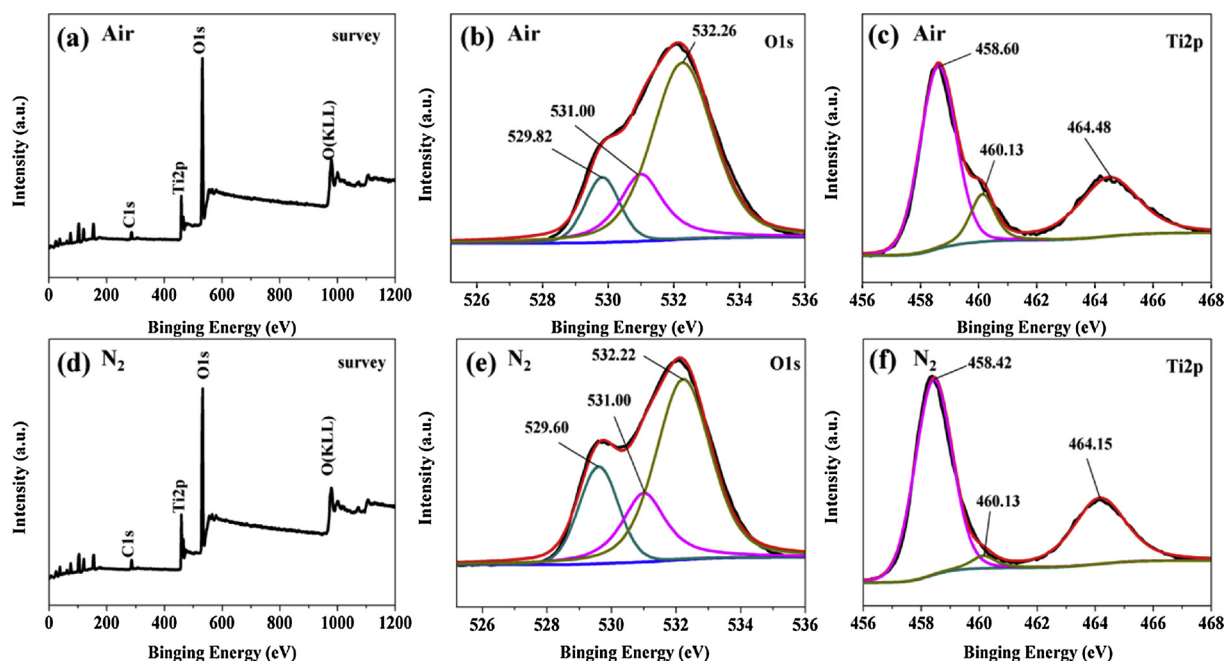 (a) Air survey
O1s
O(KLL)
Ti2p
C1s
Intensity (a.u.)
0 200 400 600 800 1000 1200
Binging Energy (eV)
(b) Air O1s
532.26
531.00
529.82
Intensity (a.u.)
526 528 530 532 534 536
Binging Energy (eV)
(c) Air Ti2p
458.60
460.13
464.48
Intensity (a.u.)
456 458 460 462 464 466 468
Binging Energy (eV)
(d) N2 survey
O1s
O(KLL)
Ti2p
C1s
Intensity (a.u.)
0 200 400 600 800 1000 1200
Binging Energy (eV)
(e) N2 O1s
532.22
531.00
529.60
Intensity (a.u.)
526 528 530 532 534 536
Binging Energy (eV)
(f) N2 Ti2p
458.42
464.15
460.13
Intensity (a.u.)
456 458 460 462 464 466 468
Binging Energy (eV)